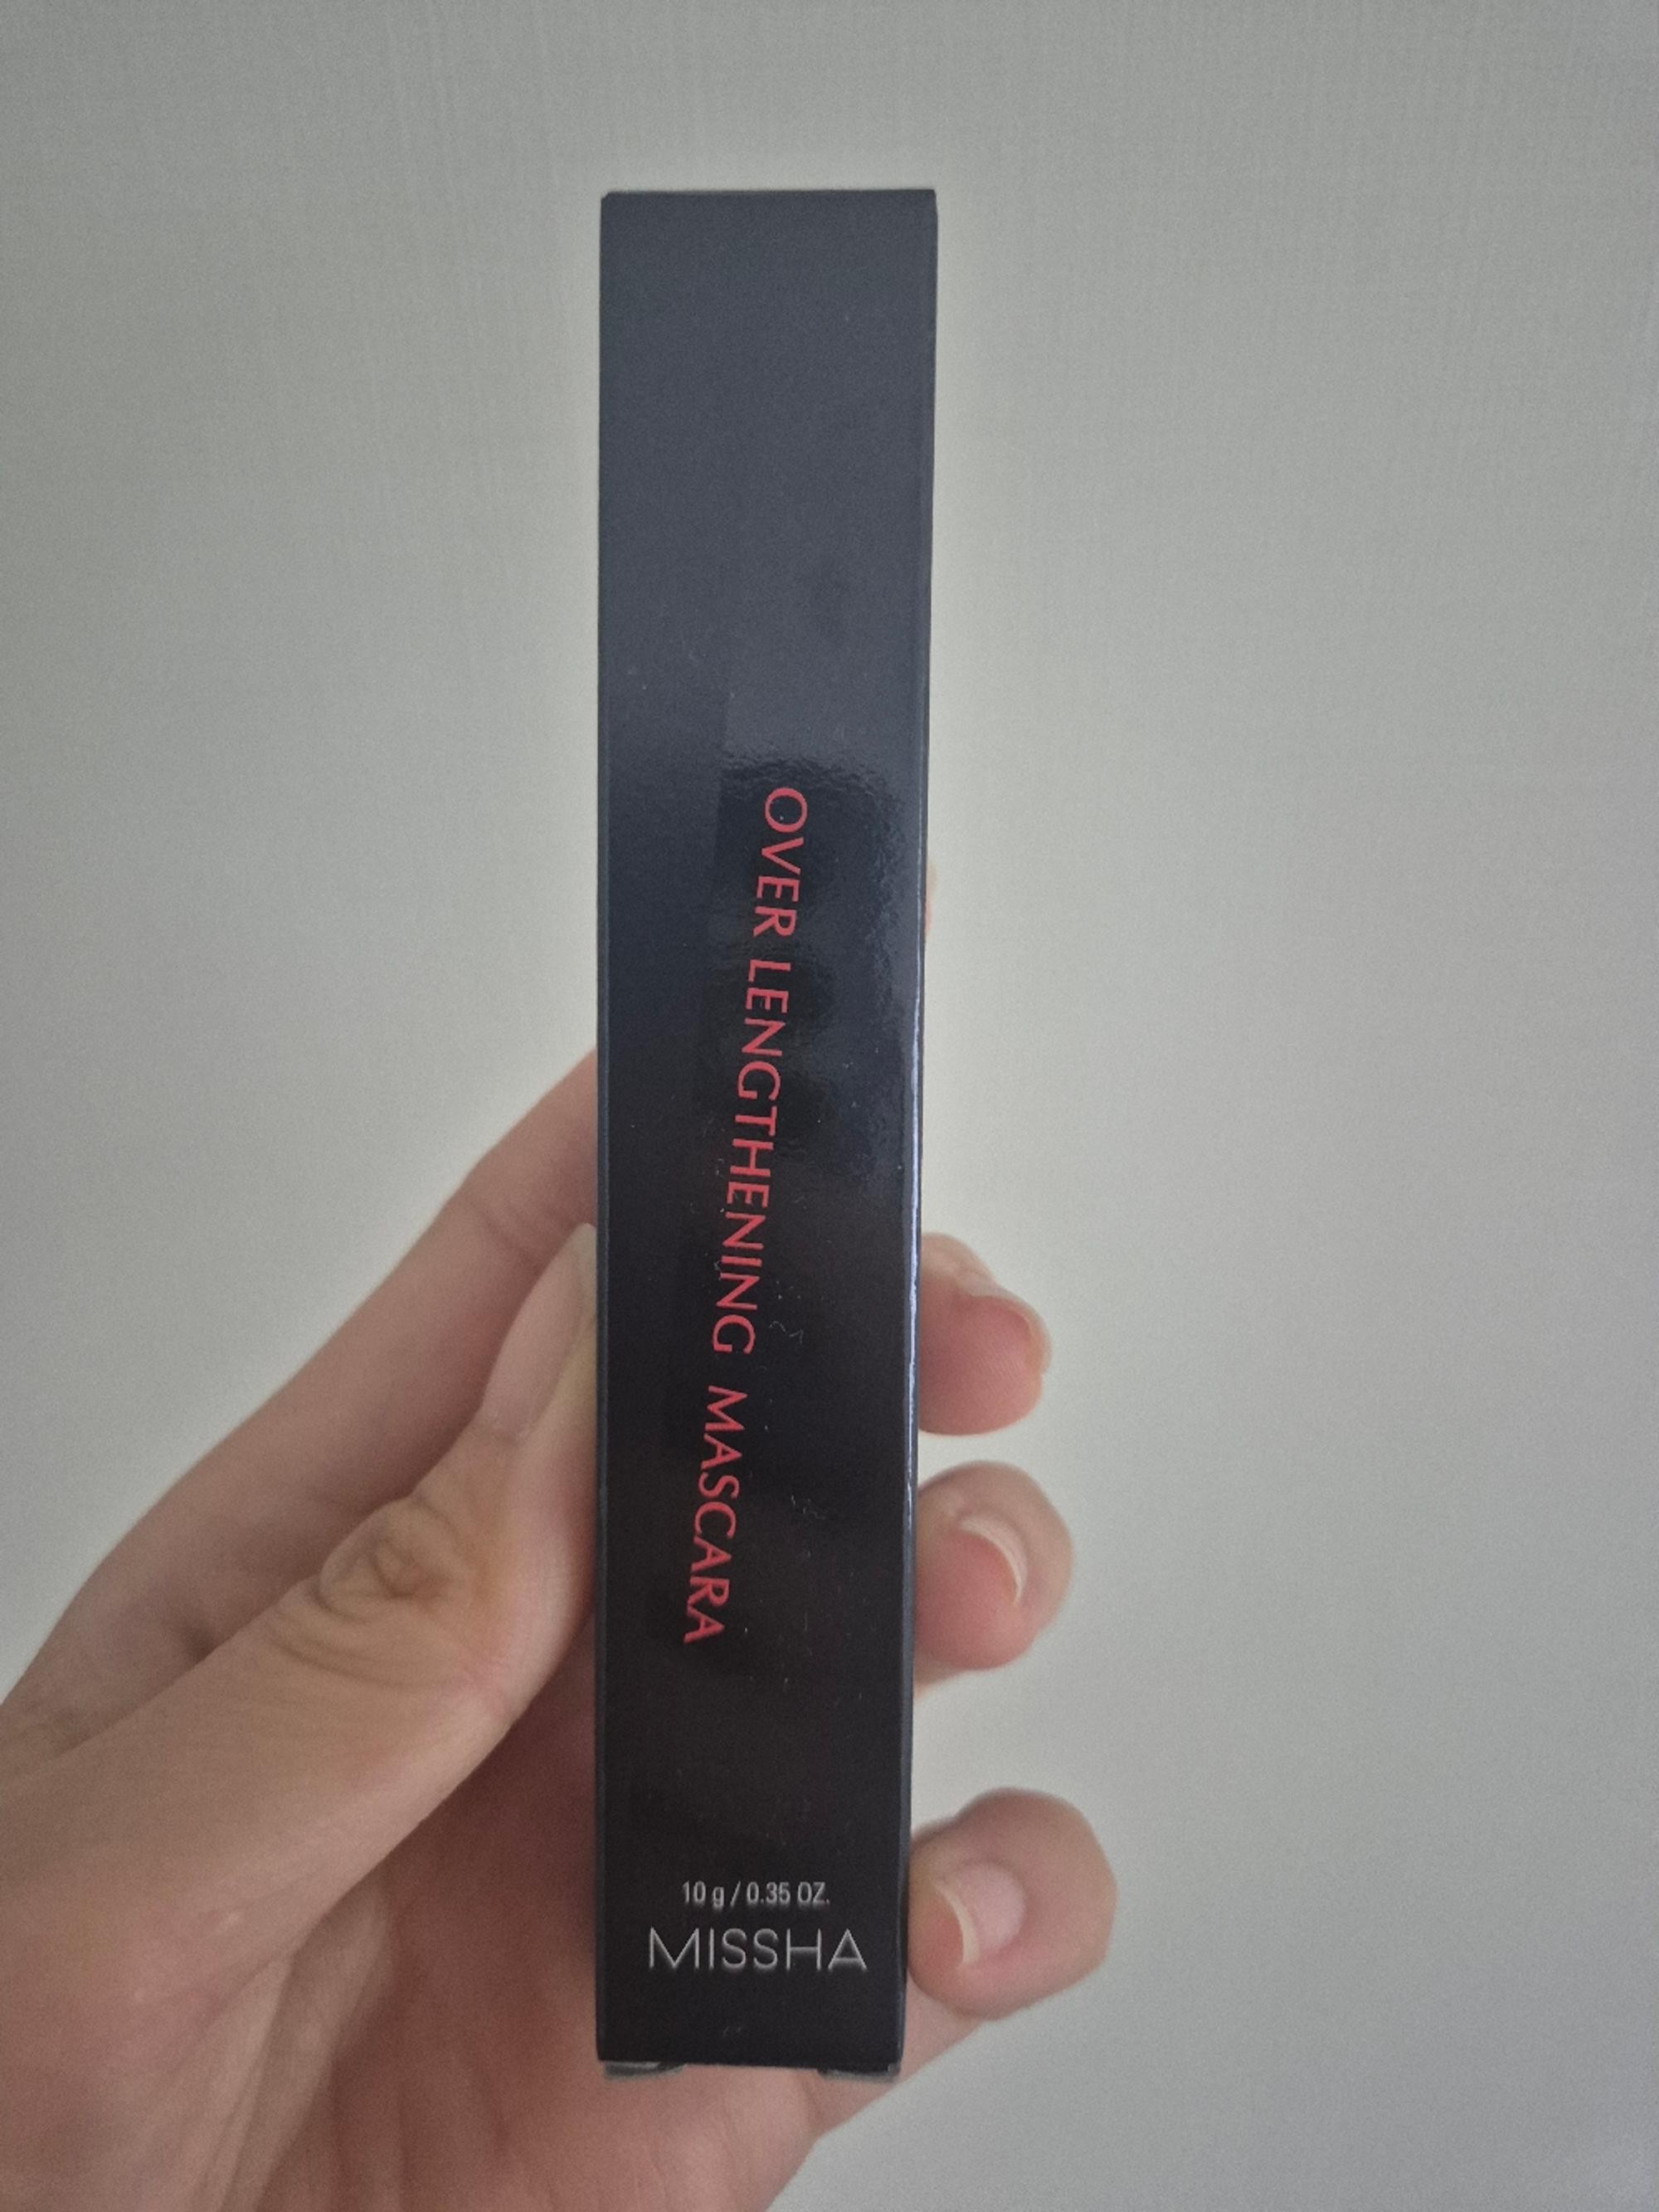 OVER LENGTHENING MASCARA
10 g / 0.35 OZ.
MISSHA